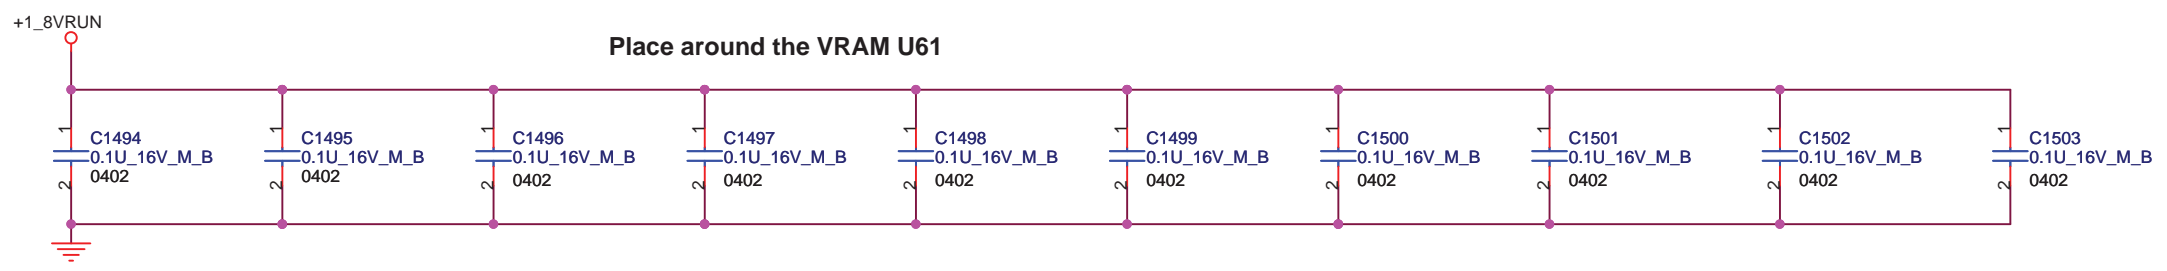 +1_8VRUN
Place around the VRAM U61
1 1 1 1 1 1 1 1 1 1
C1494 C1495 C1496 C1497 C1498 C1499 C1500 C1501 C1502 C1503
0.1U_16V_M_B 0.1U_16V_M_B 0.1U_16V_M_B 0.1U_16V_M_B 0.1U_16V_M_B 0.1U_16V_M_B 0.1U_16V_M_B 0.1U_16V_M_B 0.1U_16V_M_B 0.1U_16V_M_B
0402 0402 0402 0402 0402 0402 0402 0402 0402 0402
2 2 2 2 2 2 2 2 2 2